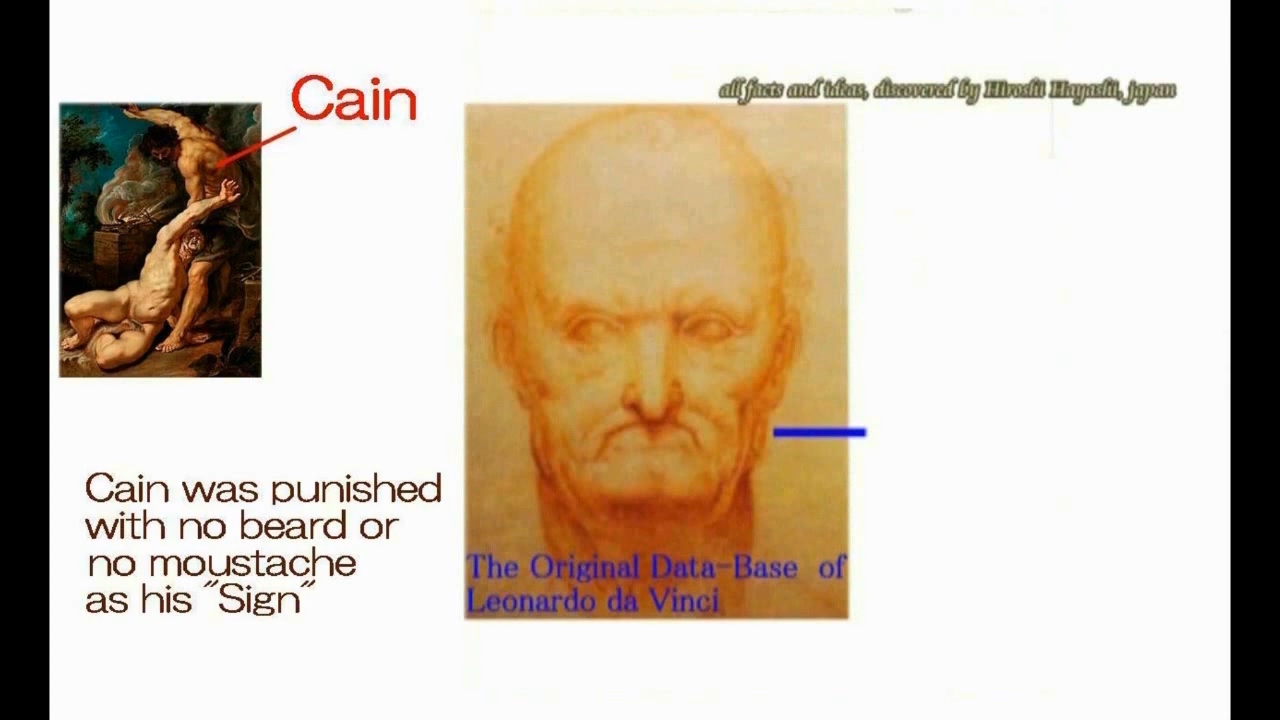 Cain
all facts and ideas, discovered by Hiroshi Hayashi, japan
Cain was punished
with no beard or
no moustache
as his "Sign"
The Original Data-Base of
Leonardo da Vinci